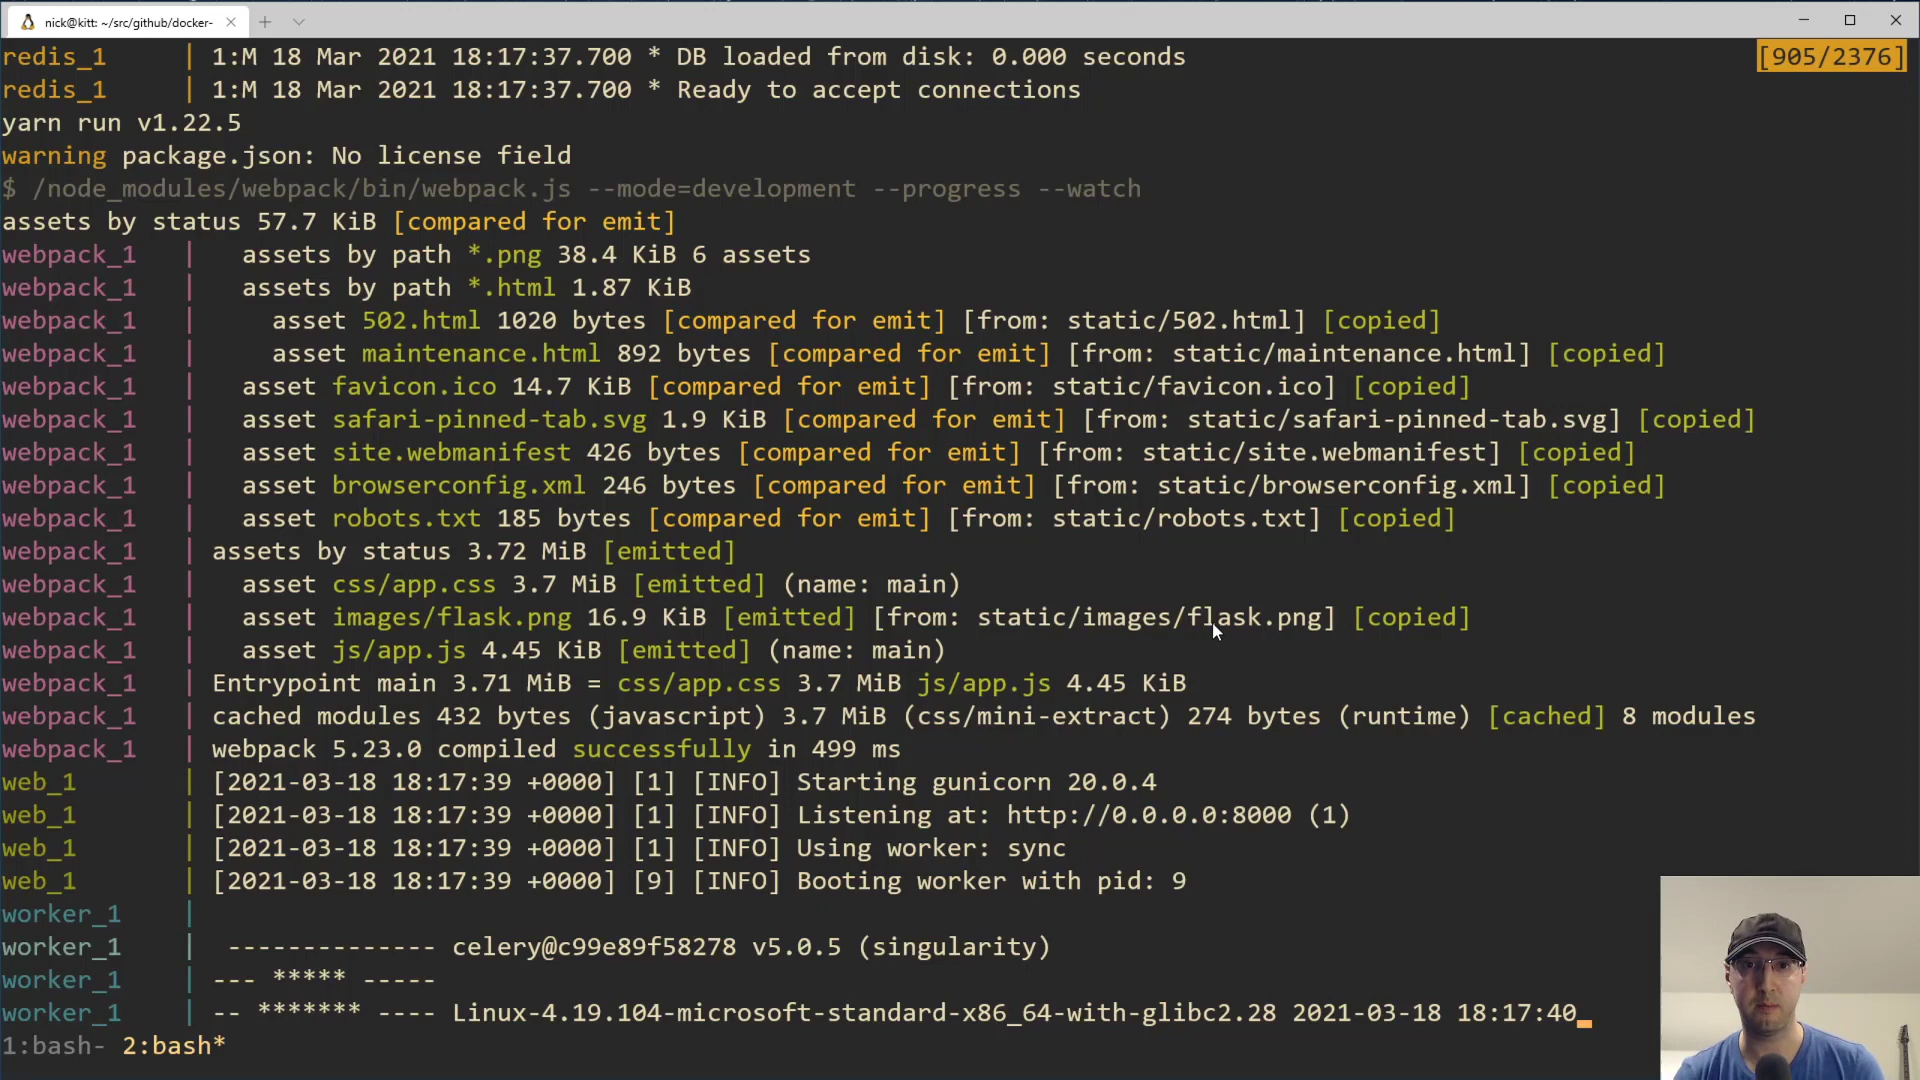 nick@kitt: ~/src/github/docker-
redis_1 | 1:M 18 Mar 2021 18:17:37.700 * DB loaded from disk: 0.000 seconds [905/2376]
redis_1 | 1:M 18 Mar 2021 18:17:37.700 * Ready to accept connections
yarn run v1.22.5
warning package.json: No license field
$ /node_modules/webpack/bin/webpack.js --mode=development --progress --watch
assets by status 57.7 KiB [compared for emit]
webpack_1 | assets by path *.png 38.4 KiB 6 assets
webpack_1 | assets by path *.html 1.87 KiB
webpack_1 | asset 502.html 1020 bytes [compared for emit] [from: static/502.html] [copied]
webpack_1 | asset maintenance.html 892 bytes [compared for emit] [from: static/maintenance.html] [copied]
webpack_1 | asset favicon.ico 14.7 KiB [compared for emit] [from: static/favicon.ico] [copied]
webpack_1 | asset safari-pinned-tab.svg 1.9 KiB [compared for emit] [from: static/safari-pinned-tab.svg] [copied]
webpack_1 | asset site.webmanifest 426 bytes [compared for emit] [from: static/site.webmanifest] [copied]
webpack_1 | asset browserconfig.xml 246 bytes [compared for emit] [from: static/browserconfig.xml] [copied]
webpack_1 | asset robots.txt 185 bytes [compared for emit] [from: static/robots.txt] [copied]
webpack_1 | assets by status 3.72 MiB [emitted]
webpack_1 | asset css/app.css 3.7 MiB [emitted] (name: main)
webpack_1 | asset images/flask.png 16.9 KiB [emitted] [from: static/images/flask.png] [copied]
webpack_1 | asset js/app.js 4.45 KiB [emitted] (name: main)
webpack_1 | Entrypoint main 3.71 MiB = css/app.css 3.7 MiB js/app.js 4.45 KiB
webpack_1 | cached modules 432 bytes (javascript) 3.7 MiB (css/mini-extract) 274 bytes (runtime) [cached] 8 modules
webpack_1 | webpack 5.23.0 compiled successfully in 499 ms
web_1 | [2021-03-18 18:17:39 +0000] [1] [INFO] Starting gunicorn 20.0.4
web_1 | [2021-03-18 18:17:39 +0000] [1] [INFO] Listening at: http://0.0.0.0:8000 (1)
web_1 | [2021-03-18 18:17:39 +0000] [1] [INFO] Using worker: sync
web_1 | [2021-03-18 18:17:39 +0000] [9] [INFO] Booting worker with pid: 9
worker_1 |
worker_1 | -------------- celery@c99e89f58278 v5.0.5 (singularity)
worker_1 | --- ***** -----
worker_1 | -- ******* ---- Linux-4.19.104-microsoft-standard-x86_64-with-glibc2.28 2021-03-18 18:17:40
1:bash- 2:bash*